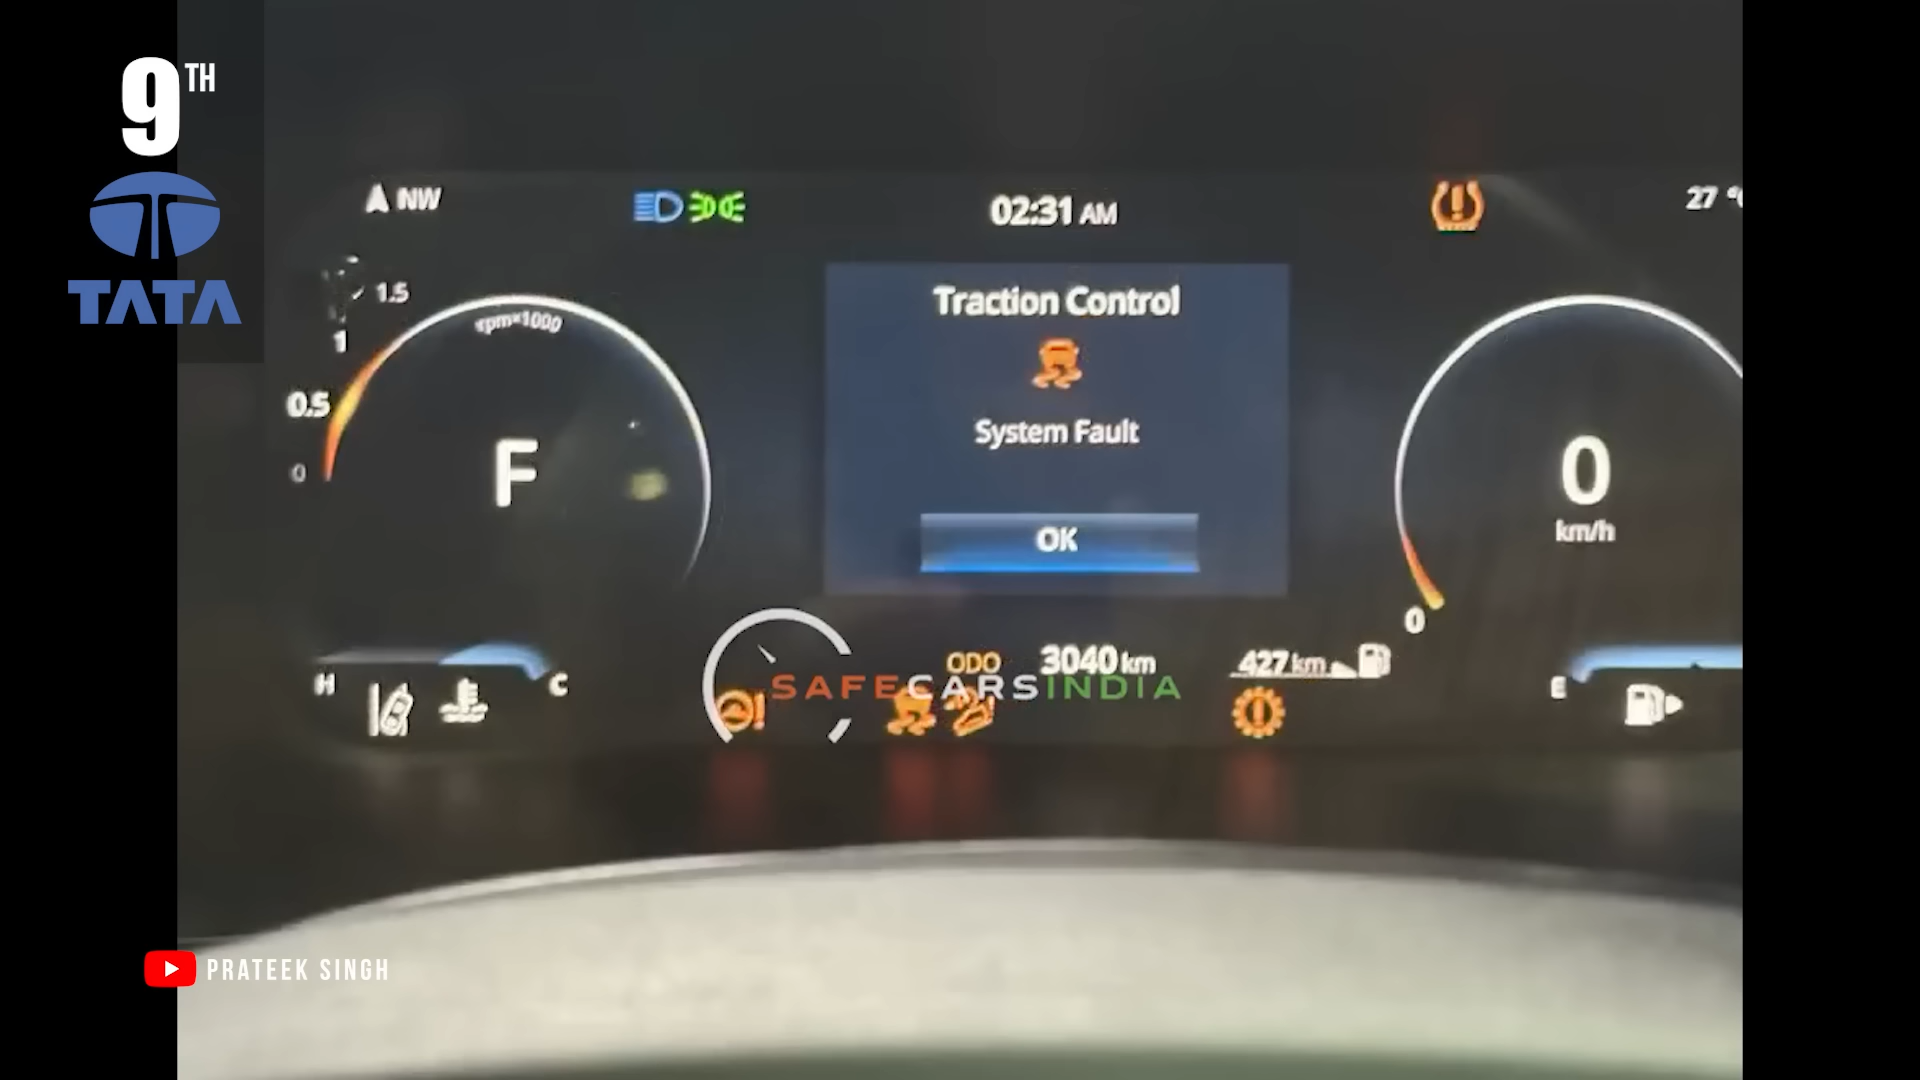 9TH
TATA
NW
02:31 AM
27 °
1.5
rpm×1000
1
0.5
0
F
Traction Control
System Fault
OK
0
km/h
0
ODO 3040 km
427 km
H
C
E
SAFECARSINDIA
PRATEEK SINGH